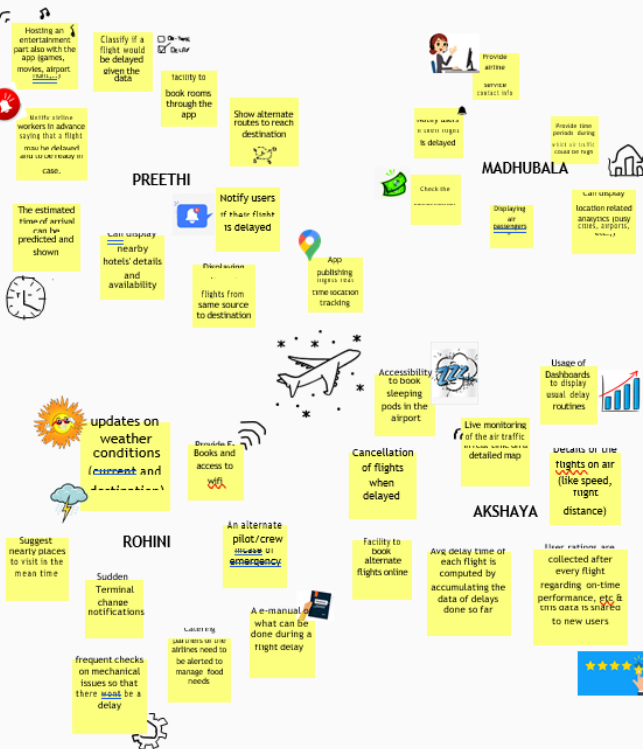 Hosting an
entertainment
part also with the
app (games,
movies, airport
Classify if a
flight would
be delayed
given the
data
facility to
book rooms
through the
app
Show alternate
routes to reach
destination
Notify airline
workers in advance
saying that a flight
may be delayed
and to be ready in
case.
PREETHI
The estimated
time of arrival
can be
predicted and
shown
Can display
nearby
hotels' details
and
availability
Notify users
if their flight
is delayed
Displaying
flights from
same source
to destination
App
publishing
time location
tracking
Provide
airline
service
contact info
Notify users
is delayed
Provide time
periods during
which air traffic
could be high
MADHUBALA
Check the
Displaying
air
passengers
Can display
location related
analytics (busy
cities, airports,
updates on
weather
conditions
(current and
destination)
Provide E-
Books and
access to
wifi
ROHINI
Suggest
nearly places
to visit in the
mean time
Sudden
Terminal
change
notifications
An alternate
pilot/crew
incase of
emergency
A e-manual of
what can be
done during a
flight delay
Catering
partners of the
airlines need to
be alerted to
manage food
needs
frequent checks
on mechanical
issues so that
there wont be a
delay
Accessibility
to book
sleeping
pods in the
airport
zzz
Usage of
Dashboards
to display
usual delay
routines
Live monitoring
of the air traffic
detailed map
Cancellation
of flights
when
delayed
Details of the
flights on air
(like speed,
flight
distance)
AKSHAYA
Facility to
book
alternate
flights online
Avg delay time of
each flight is
computed by
accumulating the
data of delays
done so far
User ratings are
collected after
every flight
regarding on-time
performance, etc &
this data is shared
to new users